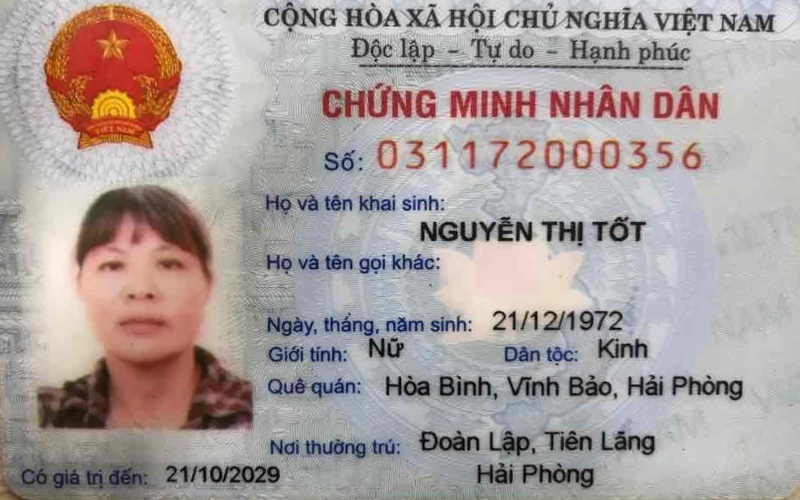 CỘNG HÒA XÃ HỘI CHỦ NGHĨA VIỆT NAM
Độc lập - Tự do - Hạnh phúc
CHỨNG MINH NHÂN DÂN
Số: 031172000356
Họ và tên khai sinh:
NGUYỄN THỊ TỐT
Họ và tên gọi khác:
Ngày, tháng, năm sinh: 21/12/1972
Giới tính: Nữ Dân tộc: Kinh
Quê quán: Hòa Bình, Vĩnh Bảo, Hải Phòng
Nơi thường trú: Đoàn Lập, Tiên Lãng
Hải Phòng
Có giá trị đến: 21/10/2029
VIỆT NAM